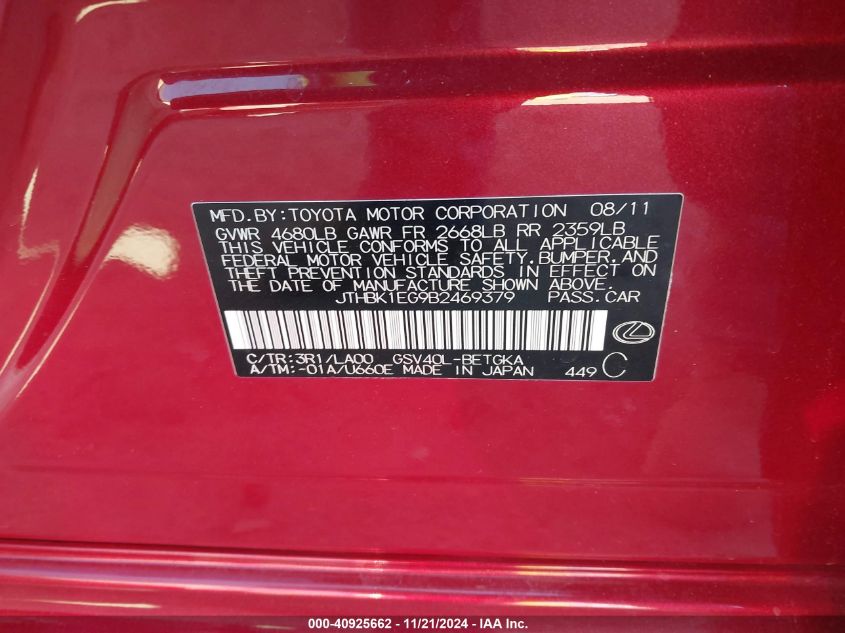 MFD.BY:TOYOTA MOTOR CORPORATION 08/11
GVWR 4680LB GAWR FR 2668LB RR 2359LB
THIS VEHICLE CONFORMS TO ALL APPLICABLE
FEDERAL MOTOR VEHICLE SAFETY,BUMPER,AND
THEFT PREVENTION STANDARDS IN EFFECT ON
THE DATE OF MANUFACTURE SHOWN ABOVE.
JTHBK1EG9B2469379 PASS.CAR
C/TR:3R1/LA00 GSV40L-BETGKA
A/TM:-01A/U660E MADE IN JAPAN 449 C
000-40925662 - 11/21/2024 - IAA Inc.